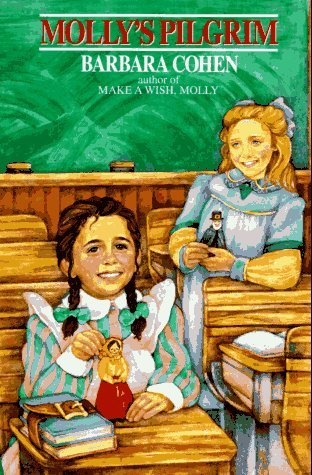 MOLLY'S PILGRIM
BARBARA COHEN
author of
MAKE A WISH, MOLLY